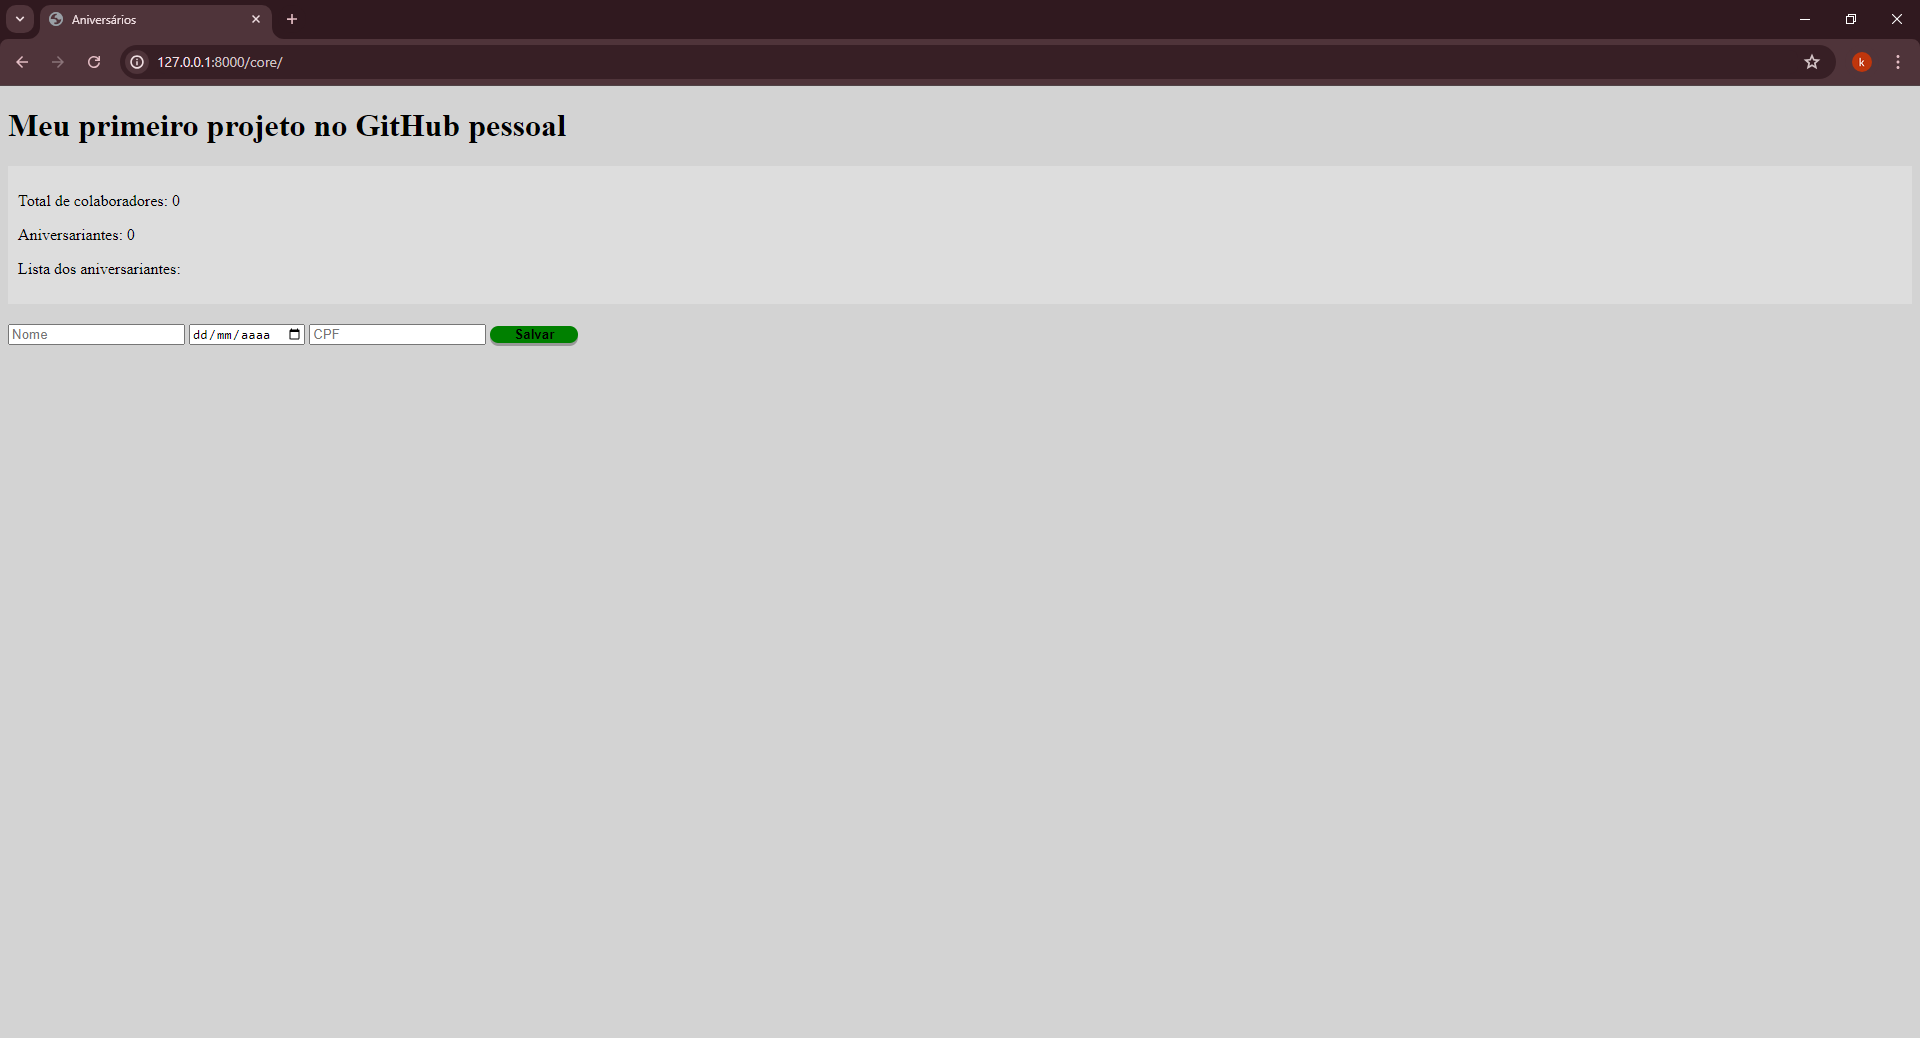 Aniversários
127.0.0.1:8000/core/
k
Meu primeiro projeto no GitHub pessoal
Total de colaboradores: 0
Aniversariantes: 0
Lista dos aniversariantes:
Nome dd/mm/aaaa CPF Salvar